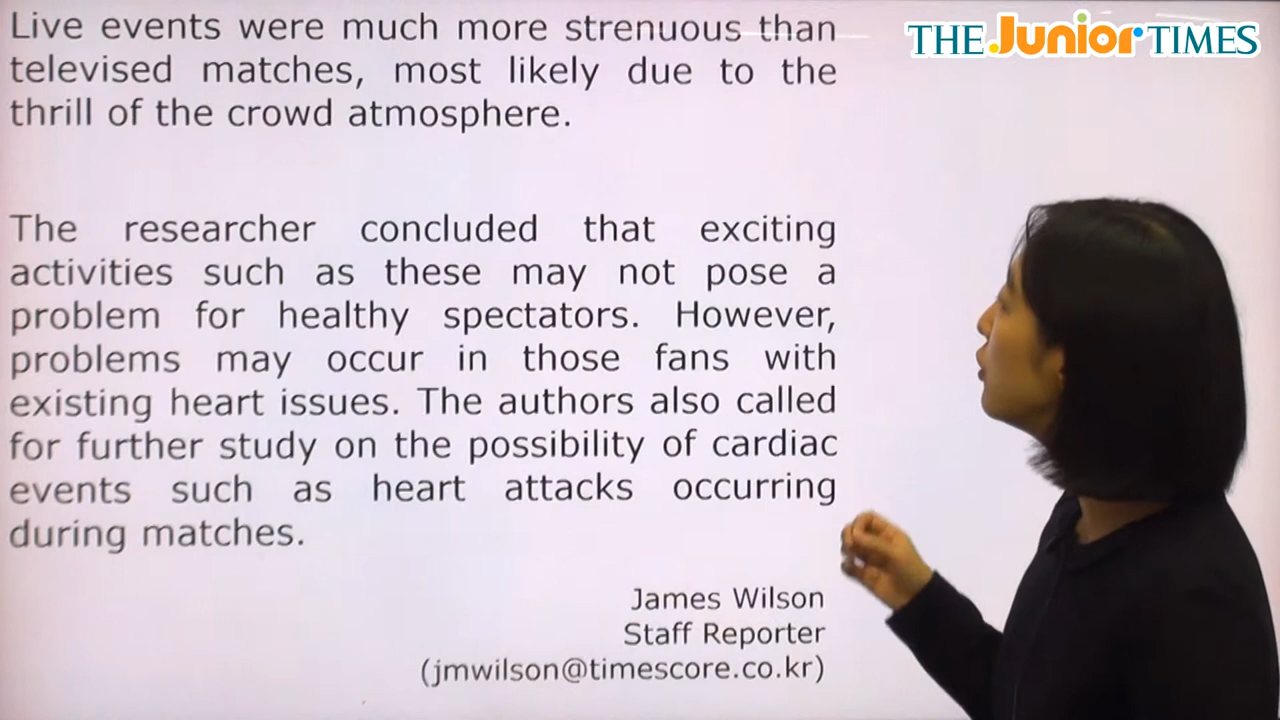 Live events were much more strenuous than
televised matches, most likely due to the
thrill of the crowd atmosphere.
The researcher concluded that exciting
activities such as these may not pose a
problem for healthy spectators. However,
problems may occur in those fans with
existing heart issues. The authors also called
for further study on the possibility of cardiac
events such as heart attacks occurring
during matches.
James Wilson
Staff Reporter
(jmwilson@timescore.co.kr)
THE Junior TIMES